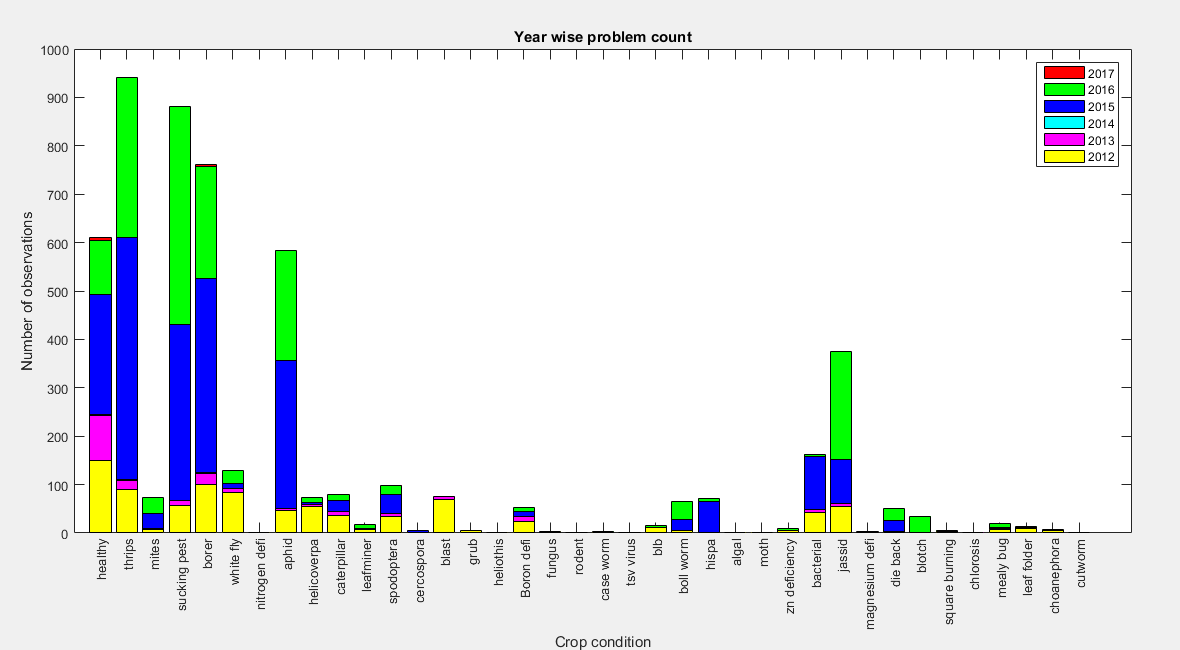 Year wise problem count
1000
900
800
700
600
500
400
300
200
100
0
Number of observations
2017
2016
2015
2014
2013
2012
healthy
thrips
mites
sucking pest
borer
white fly
nitrogen defi
aphid
helicoverpa
caterpillar
leafminer
spodoptera
cercospora
blast
grub
heliothis
Boron defi
fungus
rodent
case worm
tsv virus
blb
boll worm
hispa
algal
moth
zn deficiency
bacterial
jassid
magnesium defi
die back
blotch
square burning
chlorosis
mealy bug
leaf folder
choanephora
cutworm
Crop condition